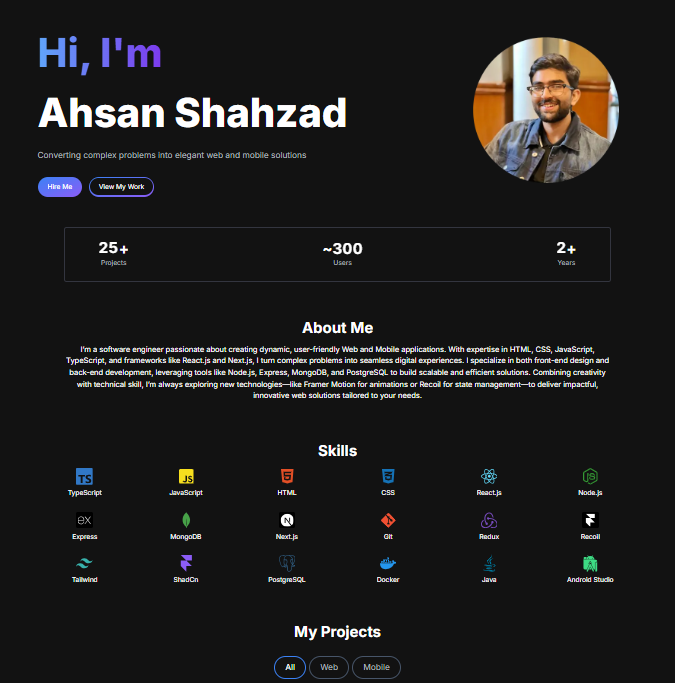 Hi, I'm
Ahsan Shahzad
Converting complex problems into elegant web and mobile solutions
Hire Me
View My Work
25+
Projects
~300
Users
2+
Years
About Me
I'm a software engineer passionate about creating dynamic, user-friendly Web and Mobile applications. With expertise in HTML, CSS, JavaScript,
TypeScript, and frameworks like React.js and Next.js, I turn complex problems into seamless digital experiences. I specialize in both front-end design and
back-end development, leveraging tools like Node.js, Express, MongoDB, and PostgreSQL to build scalable and efficient solutions. Combining creativity
with technical skill, I'm always exploring new technologies—like Framer Motion for animations or Recoil for state management—to deliver impactful,
innovative web solutions tailored to your needs.
Skills
TS
JS
TypeScript
JavaScript
HTML
CSS
React.js
Node.js
ex
Express
MongoDB
Next.js
Git
Redux
Recoil
Tailwind
ShadCn
PostgreSQL
Docker
Java
Android Studio
My Projects
All
Web
Mobile